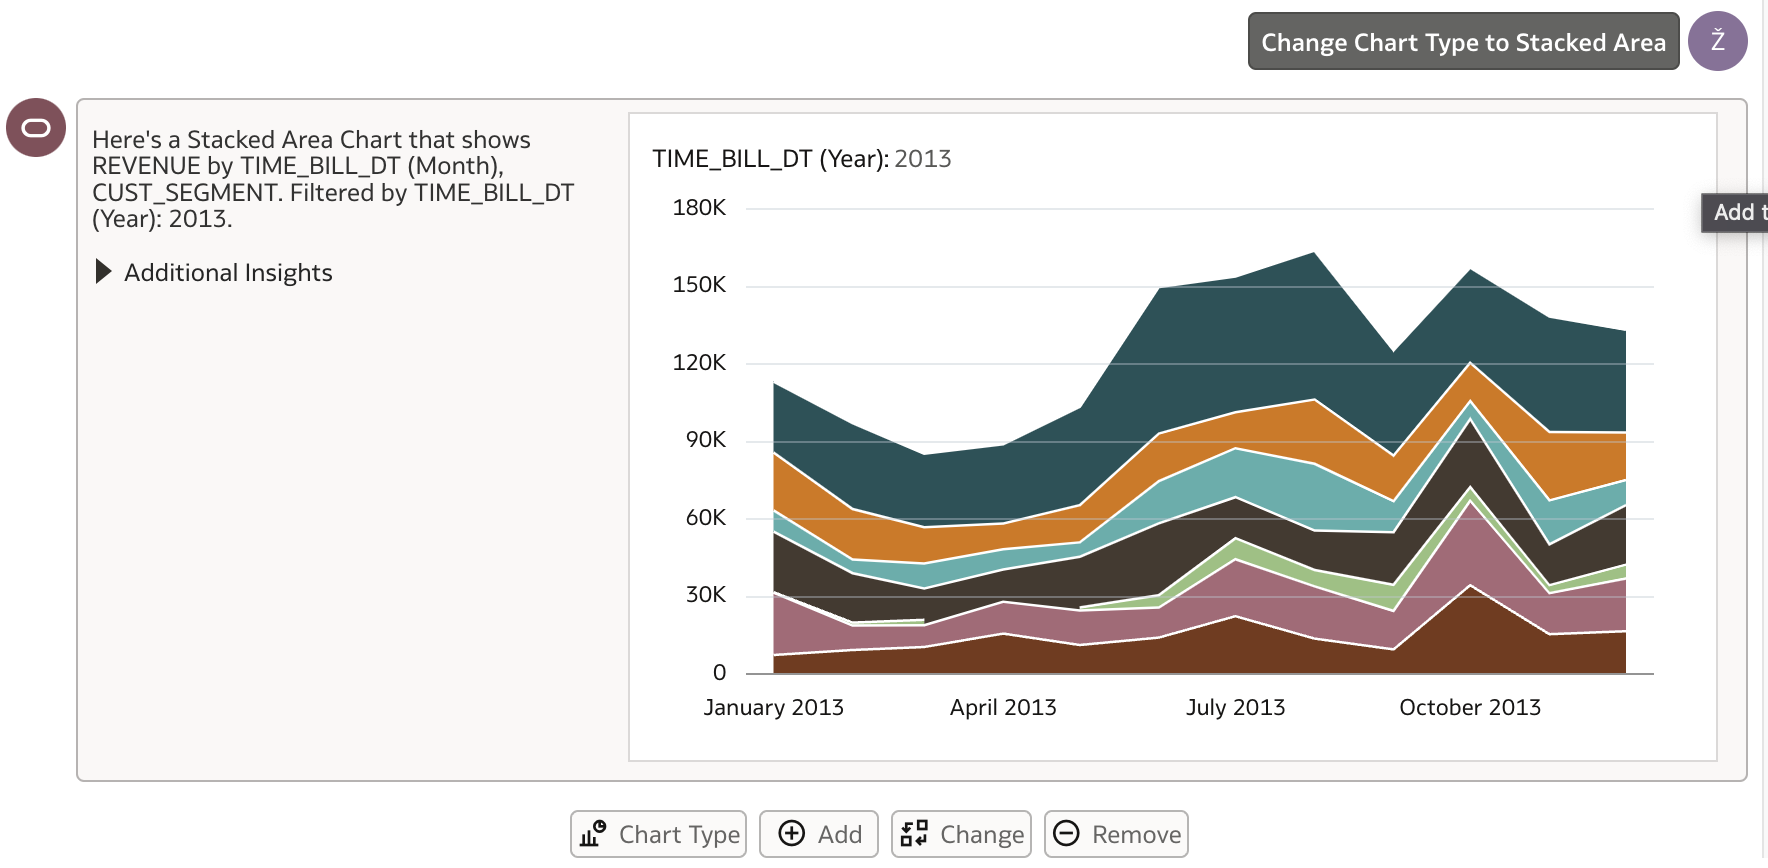 Change Chart Type to Stacked Area
Ž
Here's a Stacked Area Chart that shows
REVENUE by TIME_BILL_DT (Month),
CUST_SEGMENT. Filtered by TIME_BILL_DT
(Year): 2013.
Additional Insights
TIME_BILL_DT (Year): 2013
Add t
180K
150K
120K
90K
60K
30K
0
January 2013
April 2013
July 2013
October 2013
Chart Type
Add
Change
Remove